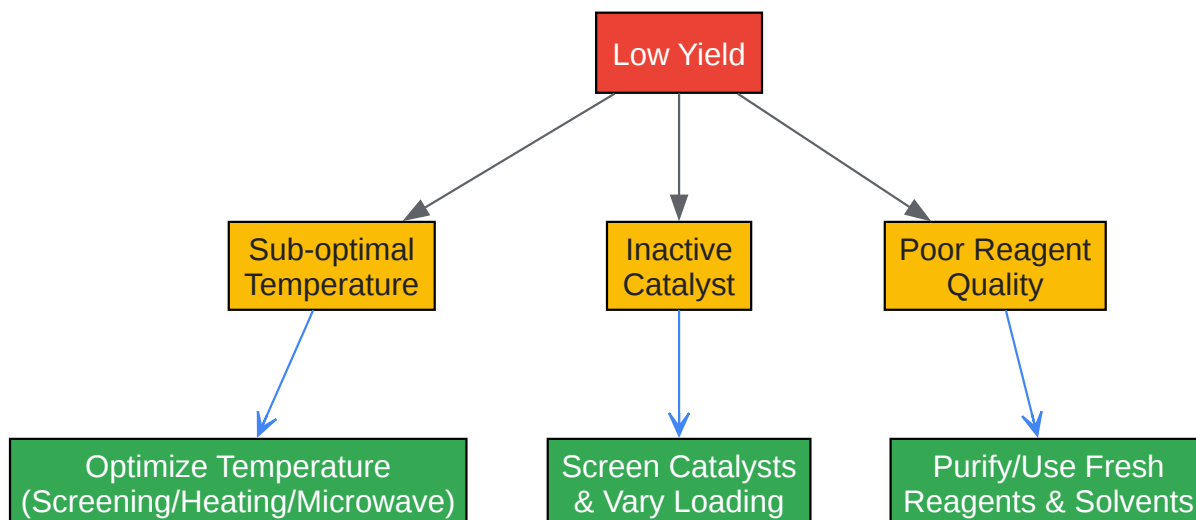 Low Yield
Sub-optimal
Temperature
Inactive
Catalyst
Poor Reagent
Quality
Optimize Temperature
(Screening/Heating/Microwave)
Screen Catalysts
& Vary Loading
Purify/Use Fresh
Reagents & Solvents